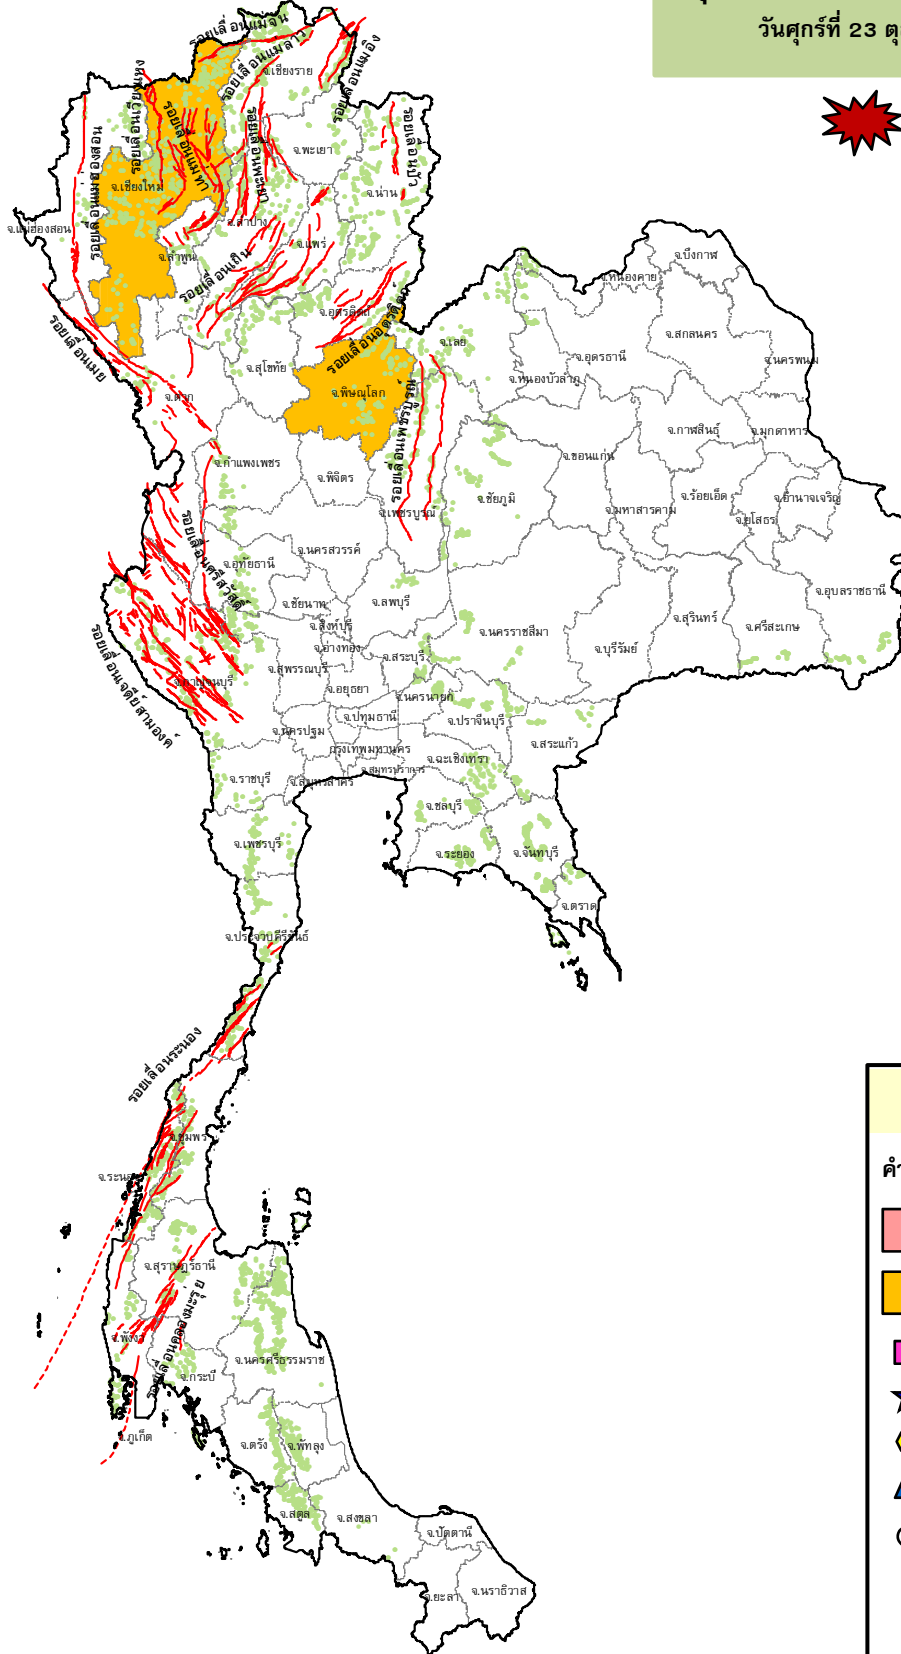 วันศุกร์ที่ 23 ตุ
รอยเลื่อนแม่จัน
รอยเลื่อนแม่ลาว
จ.เชียงราย
รอยเลื่อนแม่อิง
รอยเลื่อนเวียงแหง
รอยเลื่อนแม่ทา
รอยเลื่อนพะเยา
จ.พะเยา
รอยเลื่อนปัว
รอยเลื่อนแม่ฮ่องสอน
จ.เชียงใหม่
จ.น่าน
จ.แม่ฮ่องสอน
จ.ลำปาง
จ.แพร่
จ.ลำพูน
รอยเลื่อนเถิน
จ.บึงกาฬ
จ.หนองคาย
จ.อุตรดิตถ์
รอยเลื่อนอุตรดิตถ์
จ.สกลนคร
จ.นครพนม
รอยเลื่อนเมย
จ.สุโขทัย
จ.เลย
จ.อุดรธานี
จ.หนองบัวลำภู
จ.ตาก
จ.พิษณุโลก
รอยเลื่อนเพชรบูรณ์
จ.กาฬสินธุ์
จ.มุกดาหาร
จ.กำแพงเพชร
จ.พิจิตร
จ.ขอนแก่น
จ.ชัยภูมิ
จ.ร้อยเอ็ด
จ.อำนาจเจริญ
จ.เพชรบูรณ์
จ.มหาสารคาม
จ.ยโสธร
รอยเลื่อนศรีสวัสดิ์
จ.นครสวรรค์
จ.อุทัยธานี
จ.ชัยนาท
จ.ลพบุรี
จ.อุบลราชธานี
จ.สิงห์บุรี
จ.นครราชสีมา
จ.สุรินทร์
จ.ศรีสะเกษ
จ.อ่างทอง
จ.สระบุรี
จ.บุรีรัมย์
รอยเลื่อนเจดีย์สามองค์
จ.กาญจนบุรี
จ.สุพรรณบุรี
จ.อยุธยา
จ.นครนายก
จ.ปทุมธานี
จ.ปราจีนบุรี
จ.นครปฐม
กรุงเทพมหานคร
จ.สระแก้ว
จ.ฉะเชิงเทรา
จ.สมุทรปราการ
จ.ราชบุรี
จ.สมุทรสาคร
จ.ชลบุรี
จ.เพชรบุรี
จ.ระยอง
จ.จันทบุรี
จ.ตราด
จ.ประจวบคีรีขันธ์
รอยเลื่อนระนอง
จ.ชุมพร
จ.ระนอง
จ.สุราษฎร์ธานี
รอยเลื่อนคลองมะรุ่ย
จ.พังงา
จ.นครศรีธรรมราช
จ.กระบี่
จ.ภูเก็ต
จ.ตรัง
จ.พัทลุง
จ.สตูล
จ.สงขลา
จ.ปัตตานี
จ.ยะลา
จ.นราธิวาส